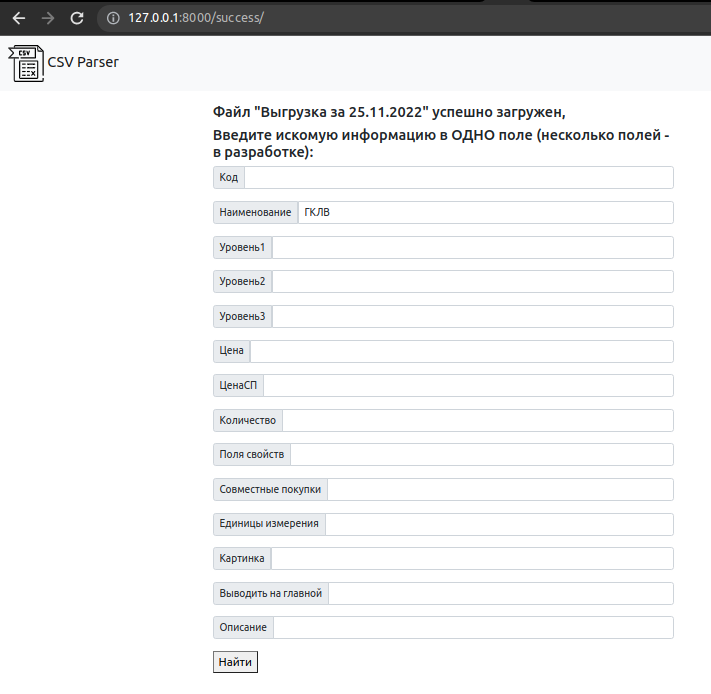 127.0.0.1:8000/success/
CSV
CSV Parser
Файл "Выгрузка за 25.11.2022" успешно загружен,
Введите искомую информацию в ОДНО поле (несколько полей -
в разработке):
Код
Наименование ГКЛВ
Уровень1
Уровень2
Уровень3
Цена
ЦенаСП
Количество
Поля свойств
Совместные покупки
Единицы измерения
Картинка
Выводить на главной
Описание
Найти